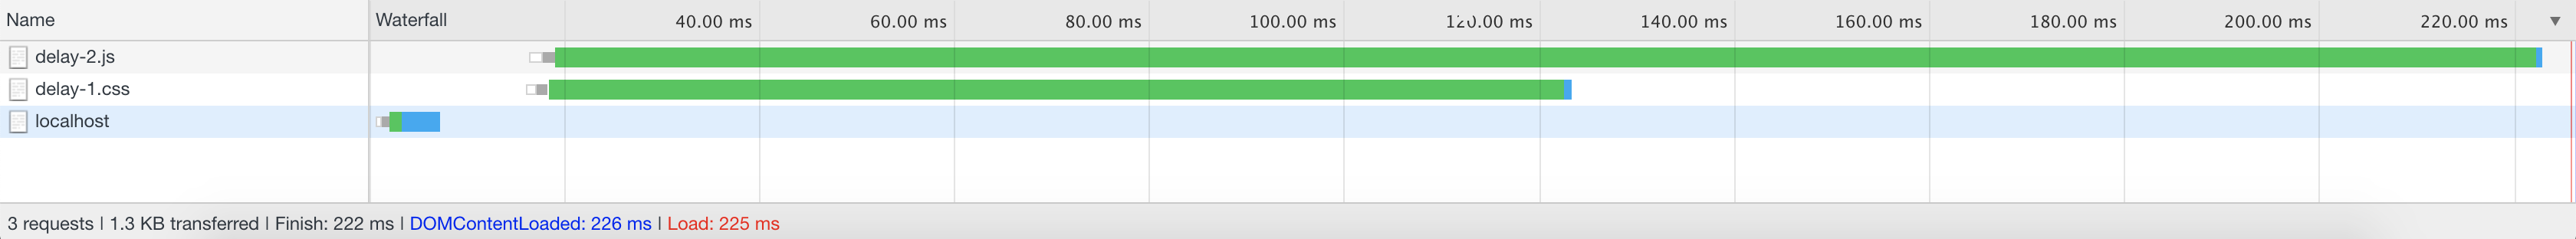 Name Waterfall 40.00 ms 60.00 ms 80.00 ms 100.00 ms 120.00 ms 140.00 ms 160.00 ms 180.00 ms 200.00 ms 220.00 ms ▼
delay-2.js
delay-1.css
localhost
3 requests | 1.3 KB transferred | Finish: 222 ms | DOMContentLoaded: 226 ms | Load: 225 ms